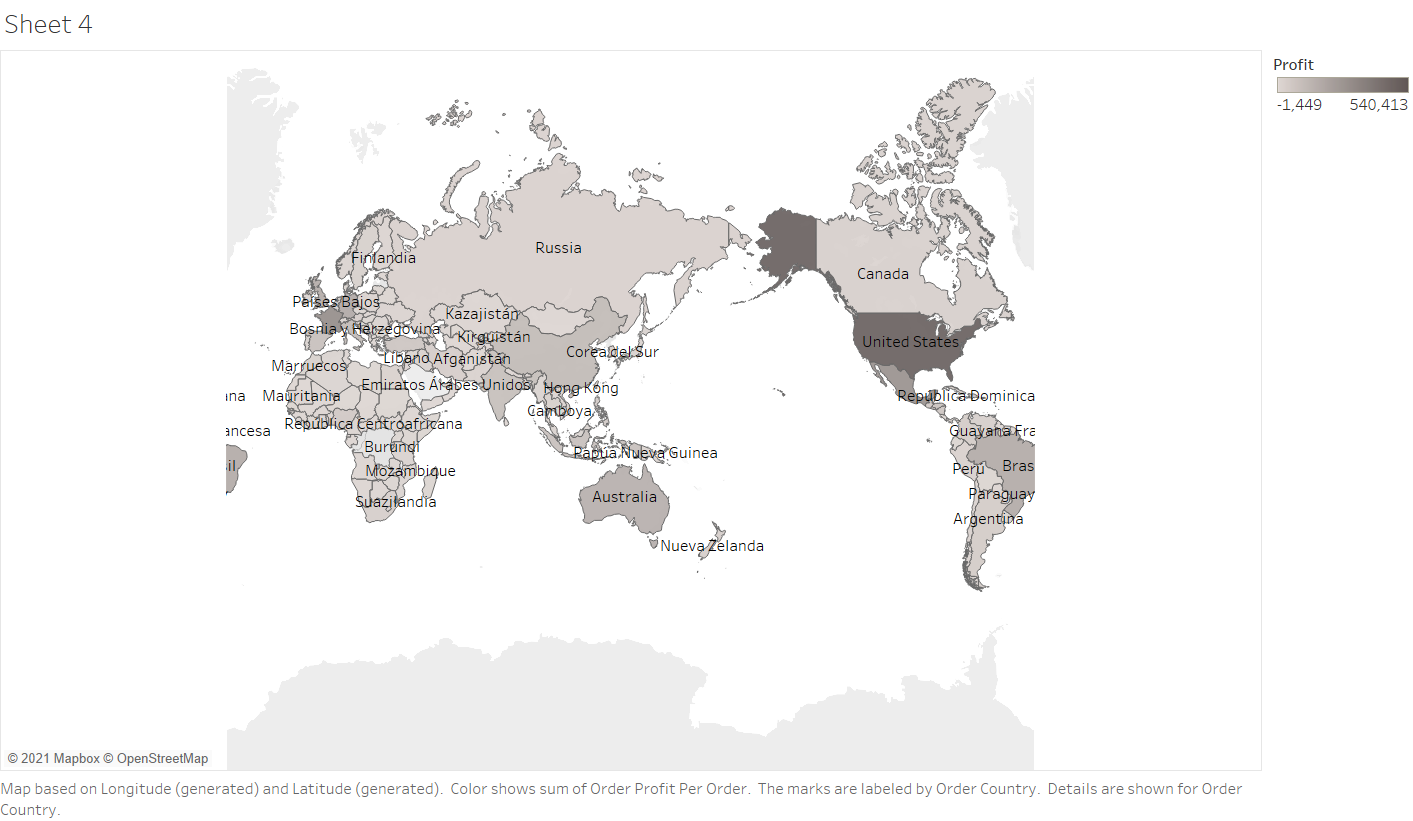 Sheet 4
Profit
-1,449 540,413
Russia
Finlandia
Canada
Países Bajos
Kazajistán
Bosnia y Herzegovina
Kirguistán
United States
Corea del Sur
Líbano Afganistán
Marruecos
Emiratos Árabes Unidos
Hong Kong
ana
Mauritania
República Dominica
Camboya
República Centroafricana
ancesa
Guayana Fra
Burundi
Papúa Nueva Guinea
sil
Mozambique
Perú
Bras
Australia
Paraguay
Suazilandia
Argentina
Nueva Zelanda
© 2021 Mapbox © OpenStreetMap
Map based on Longitude (generated) and Latitude (generated). Color shows sum of Order Profit Per Order. The marks are labeled by Order Country. Details are shown for Order
Country.